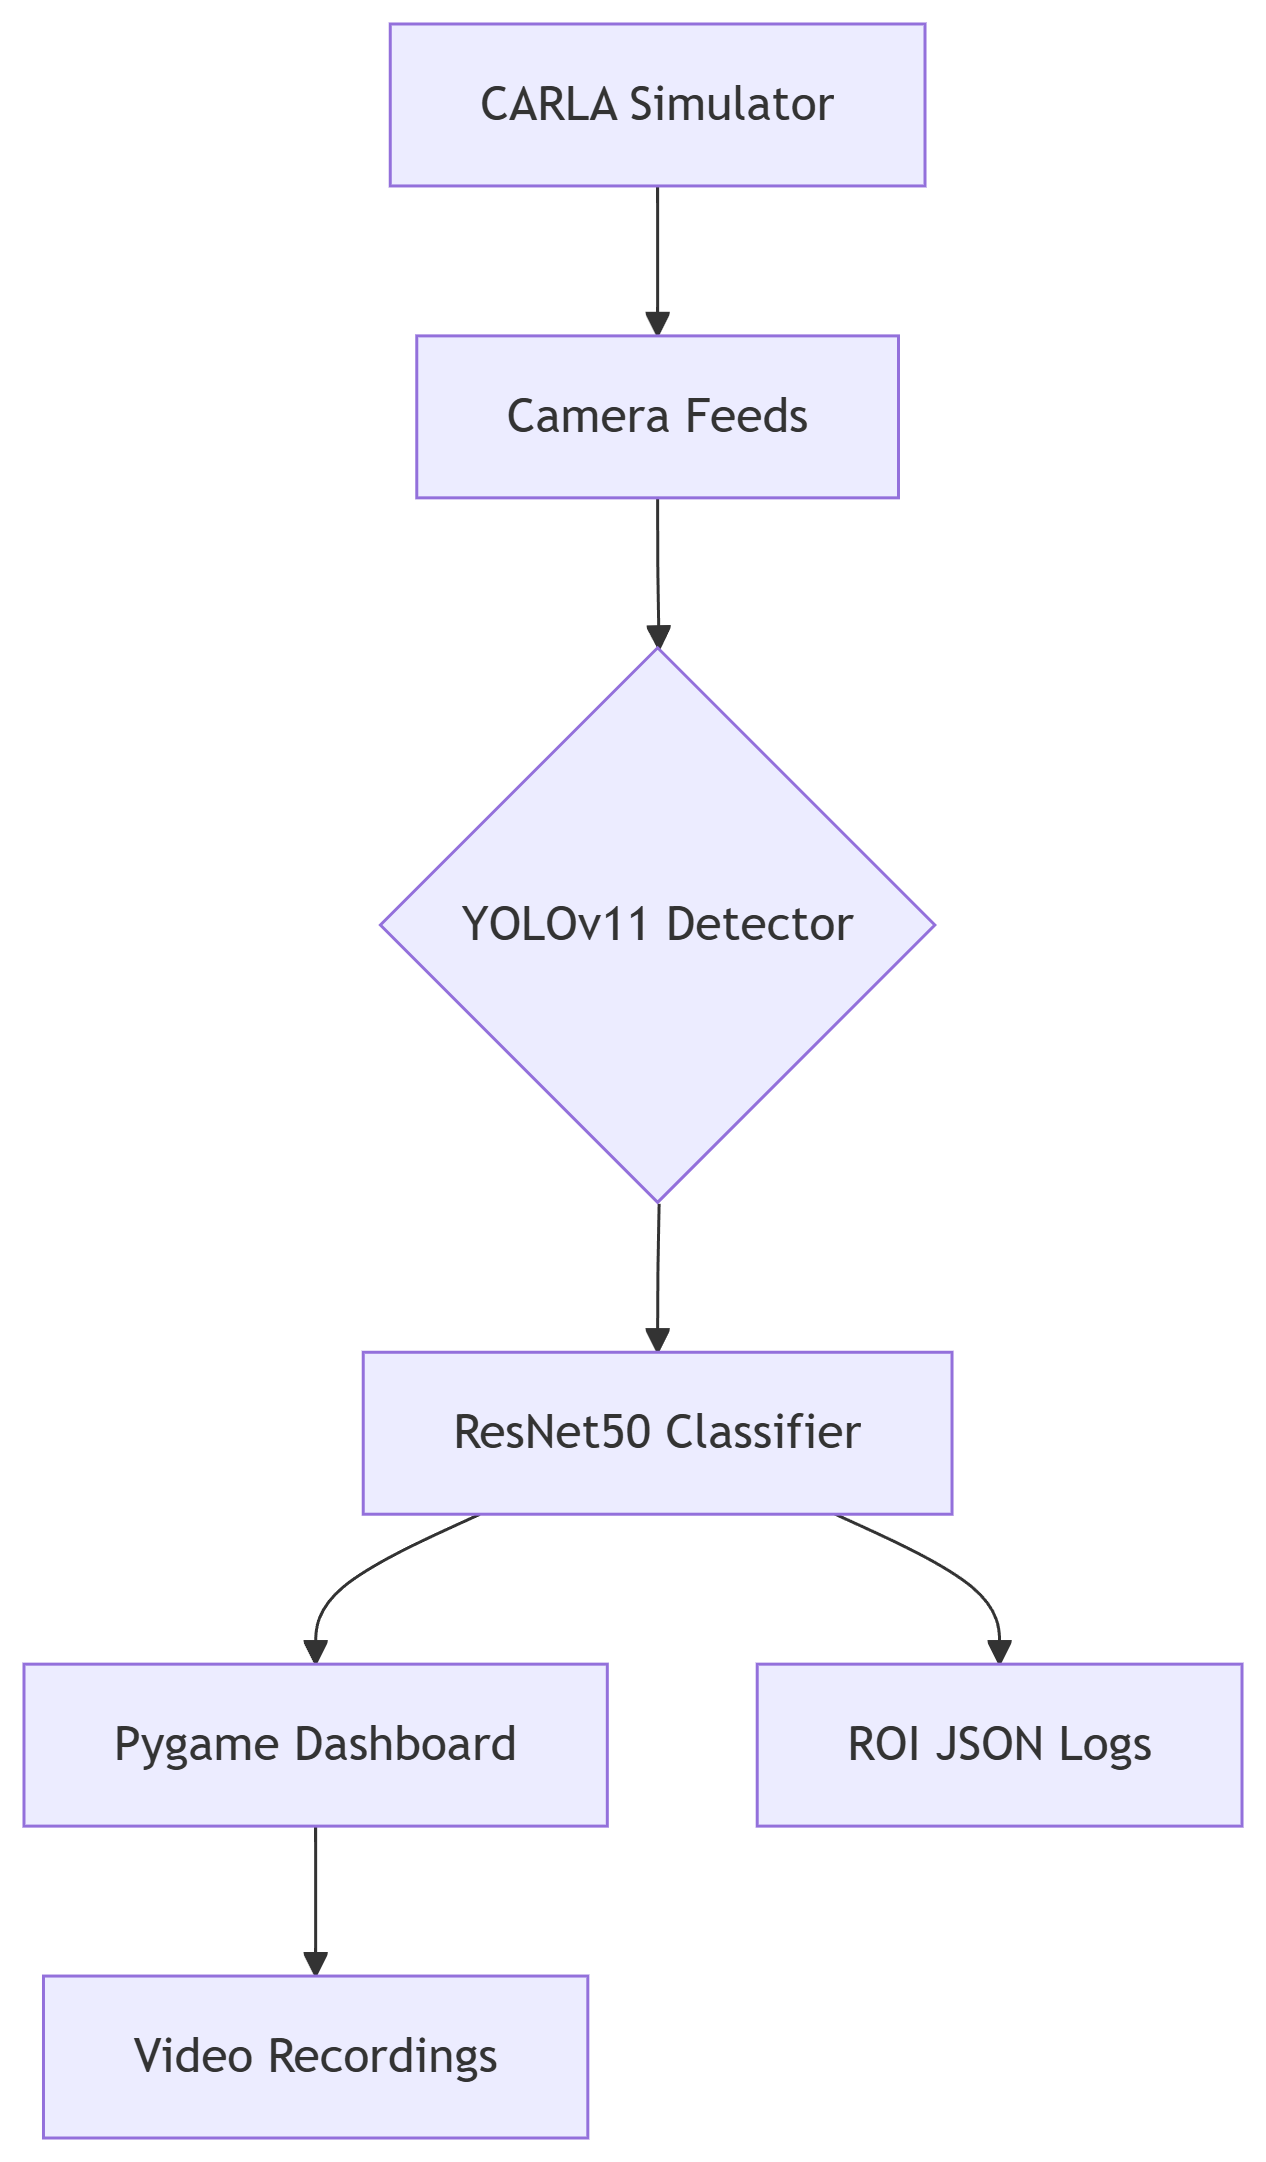 CARLA Simulator
Camera Feeds
YOLOv11 Detector
ResNet50 Classifier
Pygame Dashboard
ROI JSON Logs
Video Recordings